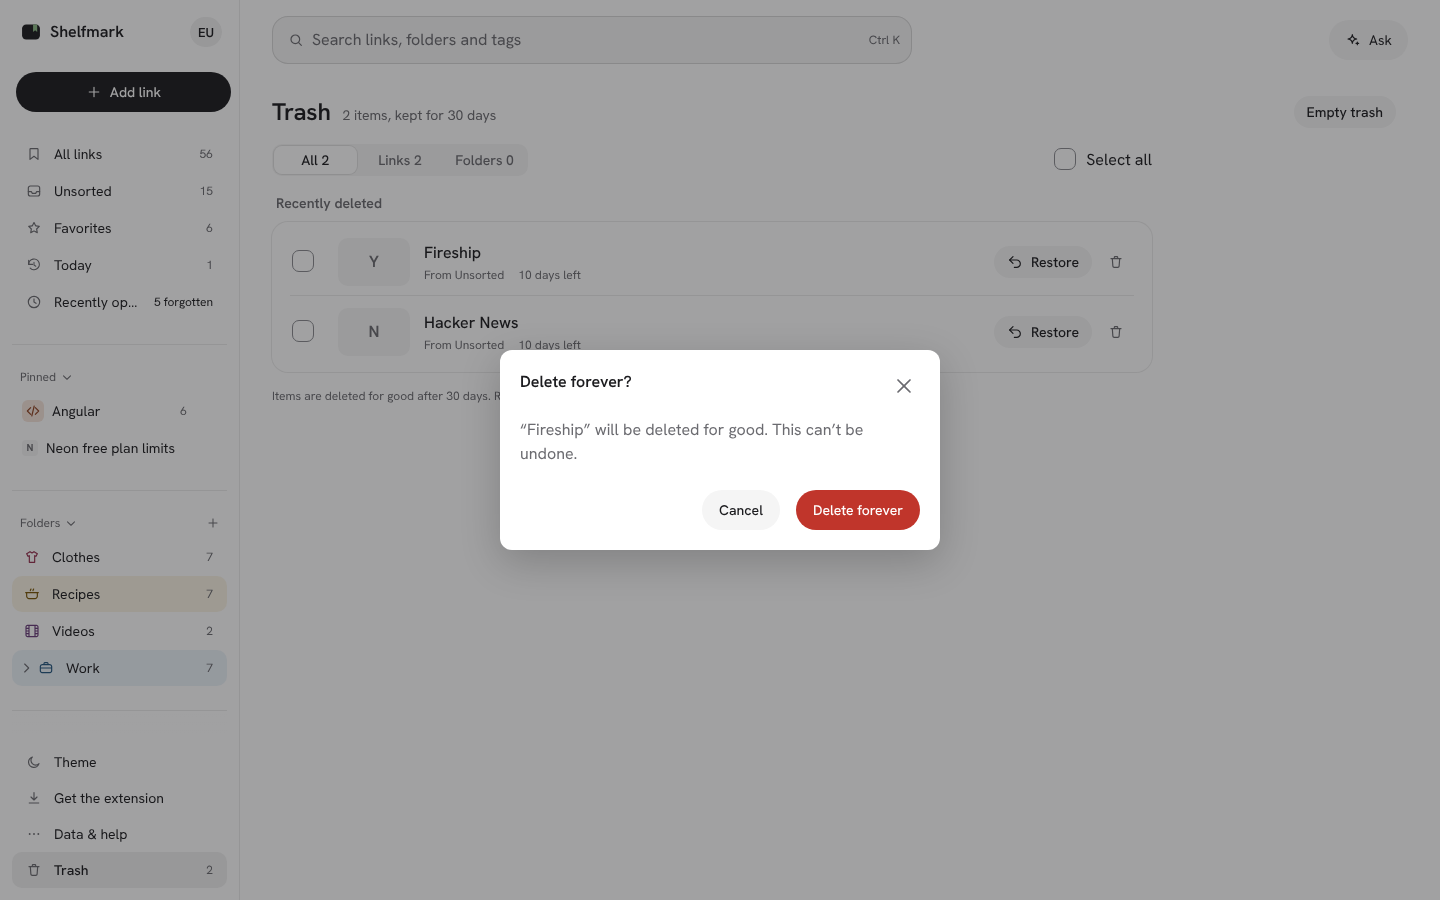 Shelfmark
EU
Add link
All links 56
Unsorted 15
Favorites 6
Today 1
Recently op... 5 forgotten
Pinned
Angular 6
N Neon free plan limits
Folders
Clothes 7
Recipes 7
Videos 2
Work 7
Theme
Get the extension
Data & help
Trash 2
Search links, folders and tags Ctrl K
Ask
Trash 2 items, kept for 30 days
Empty trash
All 2 Links 2 Folders 0
Select all
Recently deleted
Y
Fireship
From Unsorted 10 days left
Restore
N
Hacker News
From Unsorted 10 days left
Restore
Items are deleted for good after 30. days. R
Delete forever?
“Fireship” will be deleted for good. This can’t be
undone.
Cancel
Delete forever